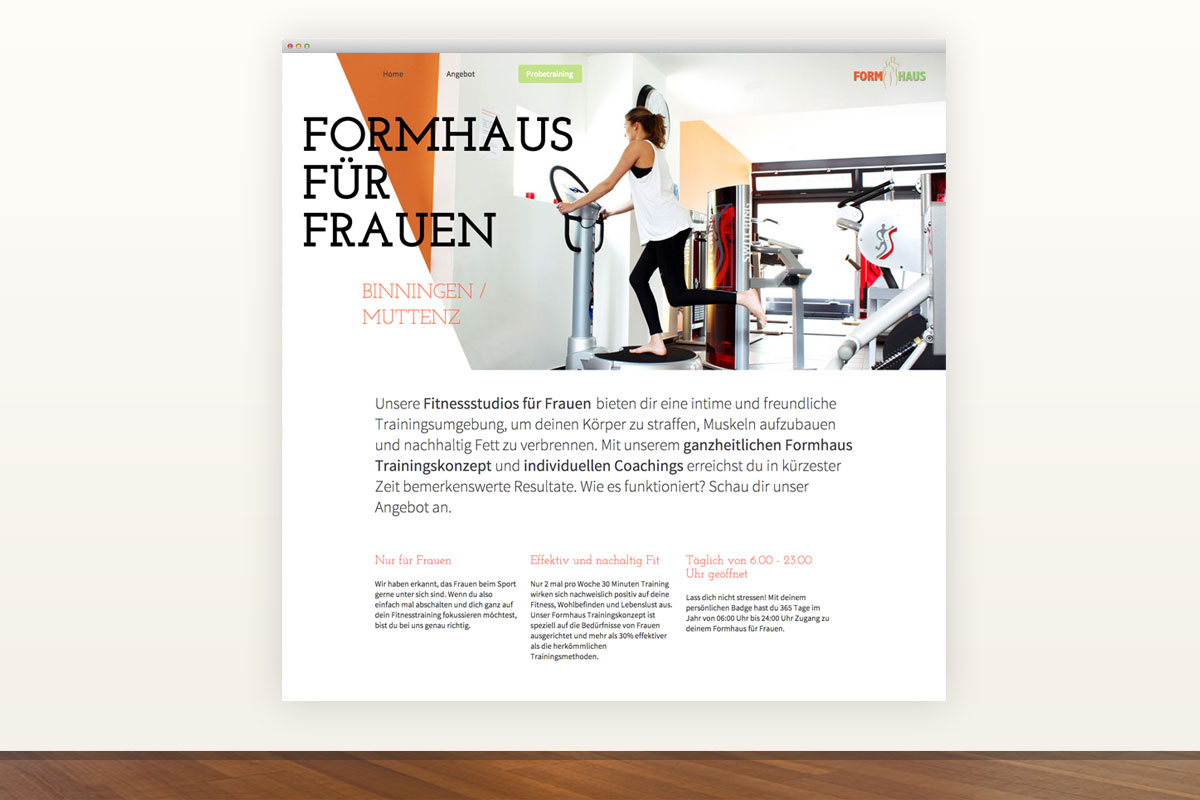 Home Angebot Probetraining FORM HAUS
FORMHAUS
FÜR
FRAUEN
BINNINGEN /
MUTTENZ
SWITCHING
Unsere Fitnessstudios für Frauen bieten dir eine intime und freundliche
Trainingsumgebung, um deinen Körper zu straffen, Muskeln aufzubauen
und nachhaltig Fett zu verbrennen. Mit unserem ganzheitlichen Formhaus
Trainingskonzept und individuellen Coachings erreichst du in kürzester
Zeit bemerkenswerte Resultate. Wie es funktioniert? Schau dir unser
Angebot an.
Nur für Frauen
Wir haben erkannt, das Frauen beim Sport
gerne unter sich sind. Wenn du also
einfach mal abschalten und dich ganz auf
dein Fitnesstraining fokussieren möchtest,
bist du bei uns genau richtig.
Effektiv und nachaltig Fit
Nur 2 mal pro Woche 30 Minuten Training
wirken sich nachweislich positiv auf deine
Fitness, Wohlbefinden und Lebenslust aus.
Unser Formhaus Trainingskonzept ist
speziell auf die Bedürfnisse von Frauen
ausgerichtet und mehr als 30% effektiver
als die herkömmlichen
Trainingsmethoden.
Täglich von 6.00 - 23.00
Uhr geöffnet
Lass dich nicht stressen! Mit deinem
persönlichen Badge hast du 365 Tage im
Jahr von 06:00 Uhr bis 24:00 Uhr Zugang zu
deinem Formhaus für Frauen.